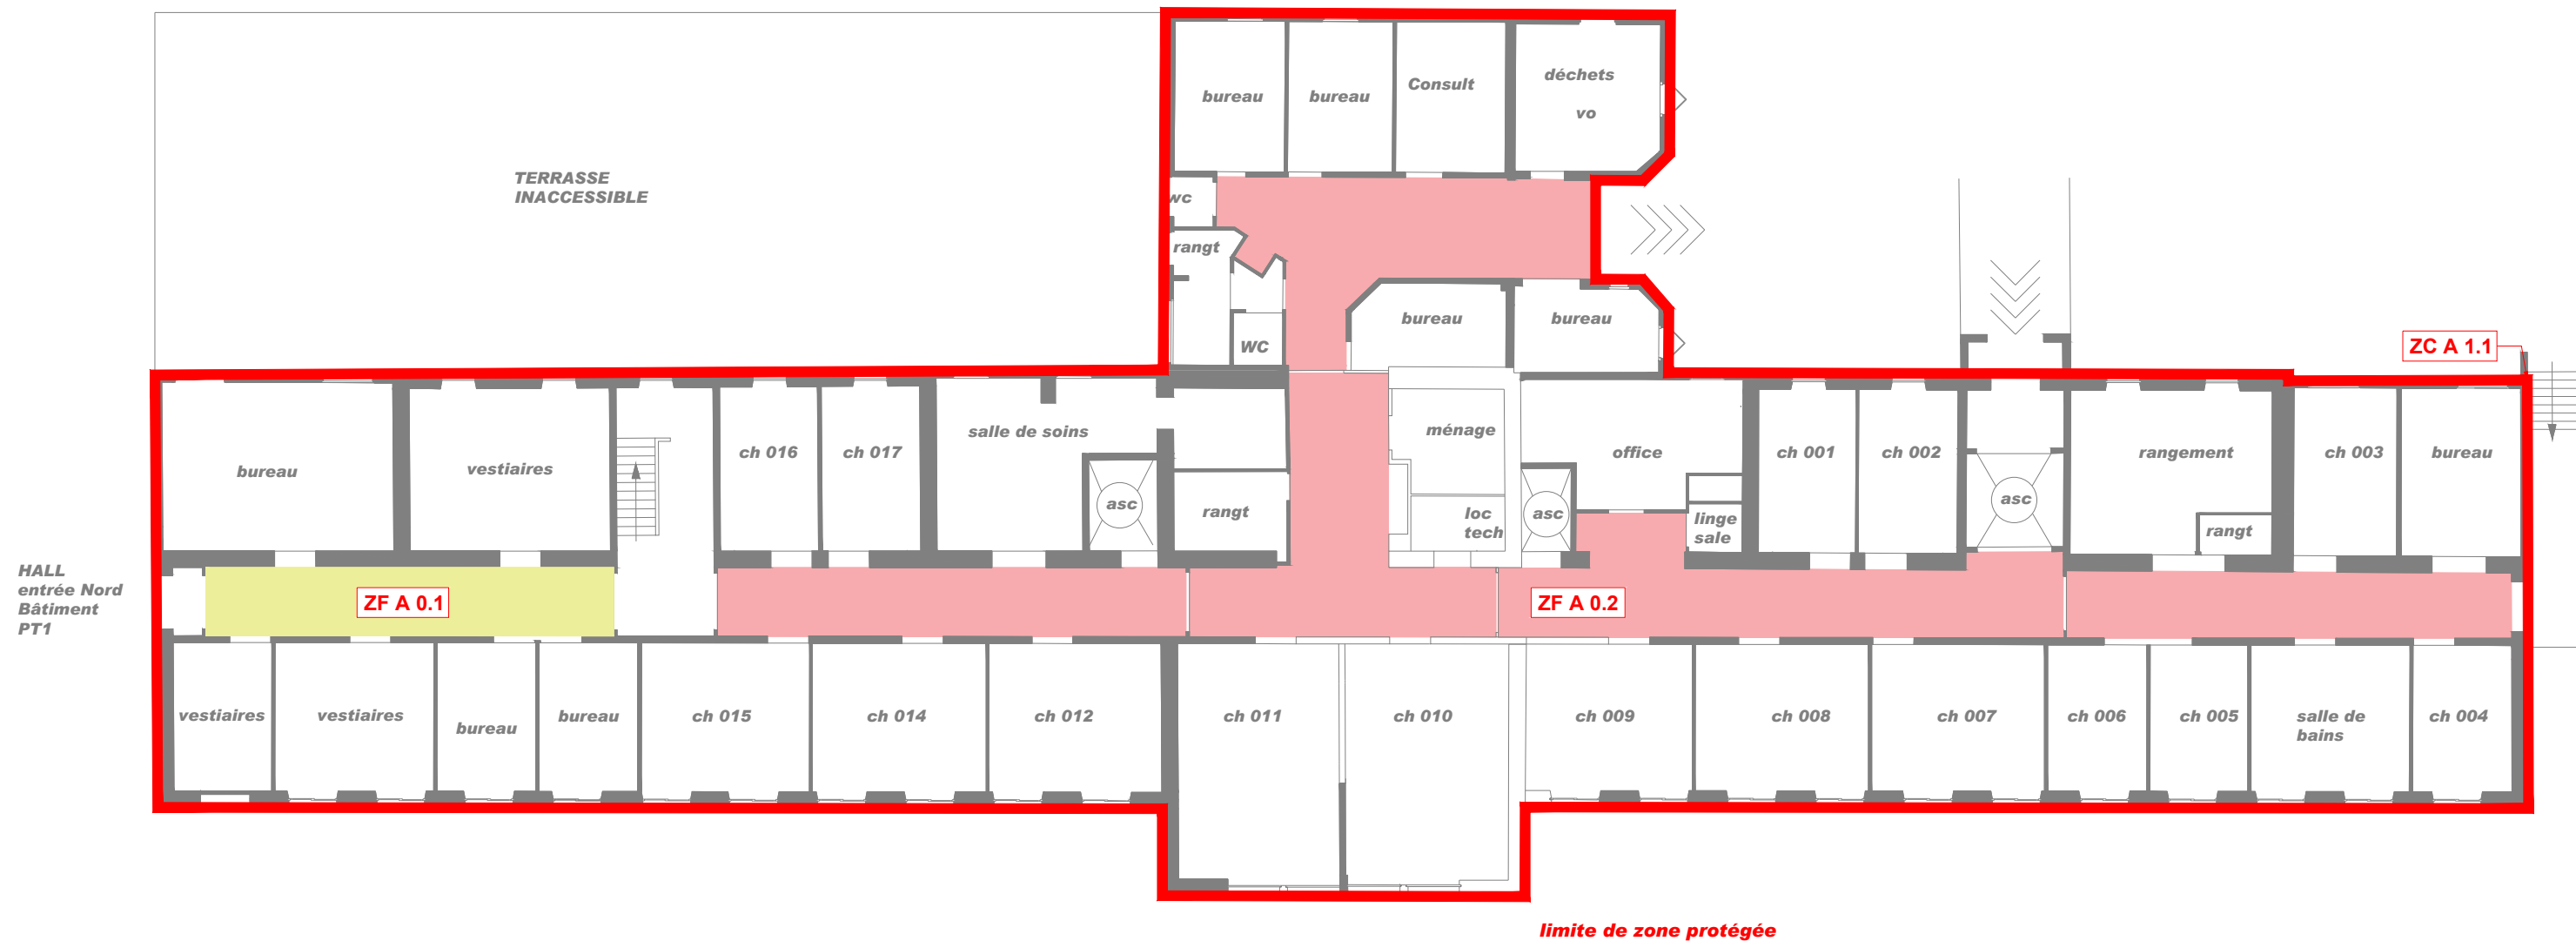 bureau
bureau
Consult
déchets
vo
TERRASSE
INACCESSIBLE
wc
rangt
WC
bureau
bureau
ZC A 1.1
bureau
vestiaires
ch 016
ch 017
salle de soins
asc
rangt
ménage
loc
tech
asc
office
linge
sale
ch 001
ch 002
asc
rangement
rangt
ch 003
bureau
HALL
entrée Nord
Bâtiment
PT1
ZF A 0.1
ZF A 0.2
vestiaires
vestiaires
bureau
bureau
ch 015
ch 014
ch 012
ch 011
ch 010
ch 009
ch 008
ch 007
ch 006
ch 005
salle de
bains
ch 004
limite de zone protégée